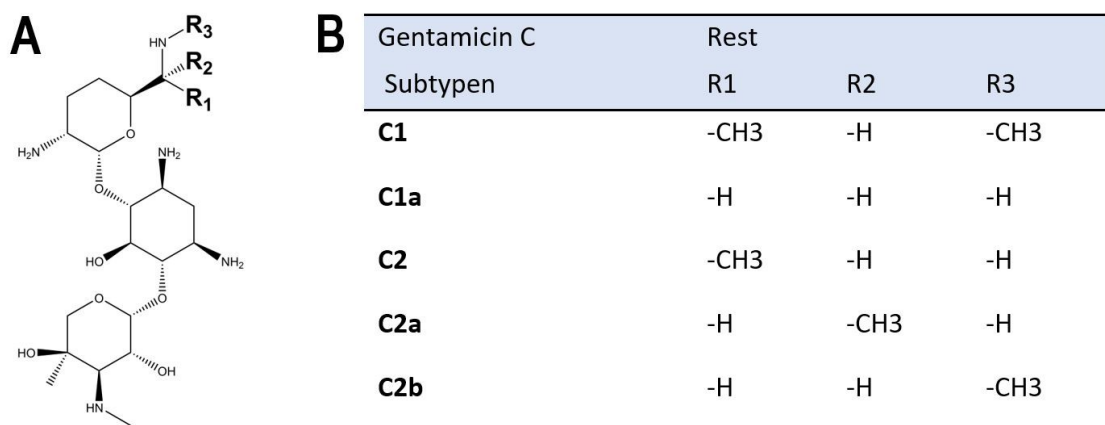 A
HN
R3
R2
R1
O
H2N
NH2
O
HO
NH2
O
O
HO
OH
HN
B
Gentamicin C Rest
Subtypen R1 R2 R3
C1 -CH3 -H -CH3
C1a -H -H -H
C2 -CH3 -H -H
C2a -H -CH3 -H
C2b -H -H -CH3